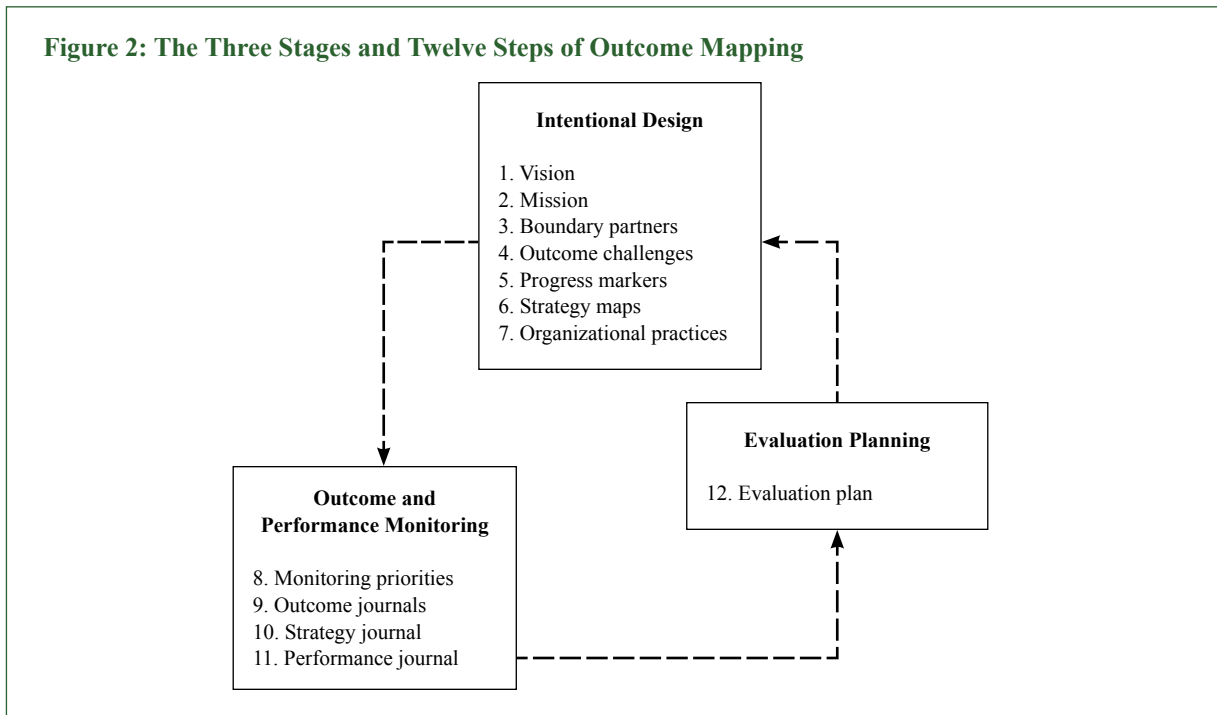 Figure 2: The Three Stages and Twelve Steps of Outcome Mapping
Intentional Design
1. Vision
2. Mission
3. Boundary partners
4. Outcome challenges
5. Progress markers
6. Strategy maps
7. Organizational practices
Outcome and
Performance Monitoring
8. Monitoring priorities
9. Outcome journals
10. Strategy journal
11. Performance journal
Evaluation Planning
12. Evaluation plan